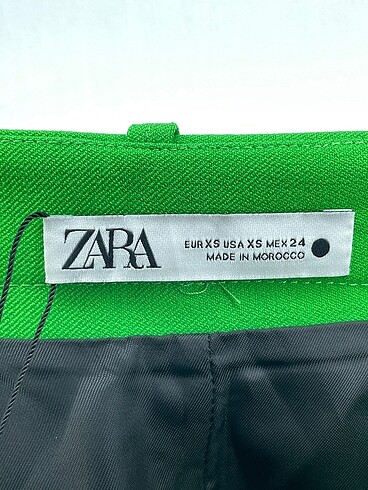 ZARA
EUR XS USA XS MEX 24
MADE IN MOROCCO